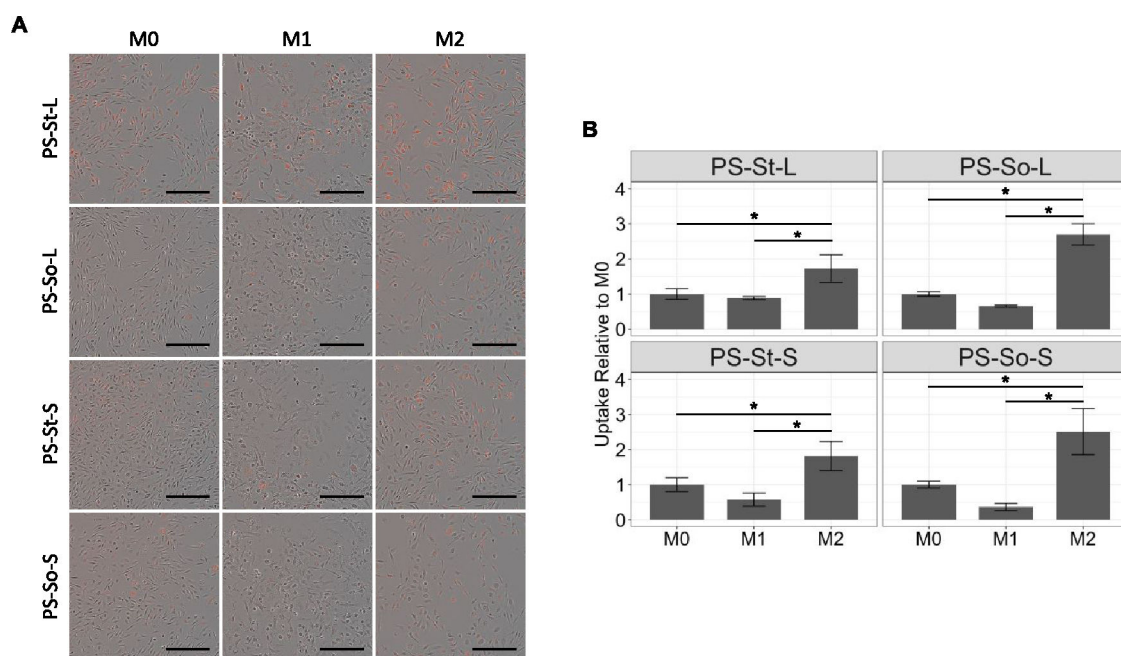 A
M0 M1 M2
PS-St-L
PS-So-L
PS-St-S
PS-So-S
B
Uptake Relative to M0
PS-St-L PS-So-L
4
3
2
1
0
* *
* *
PS-St-S PS-So-S
4
3
2
1
0
* *
* *
M0 M1 M2 M0 M1 M2